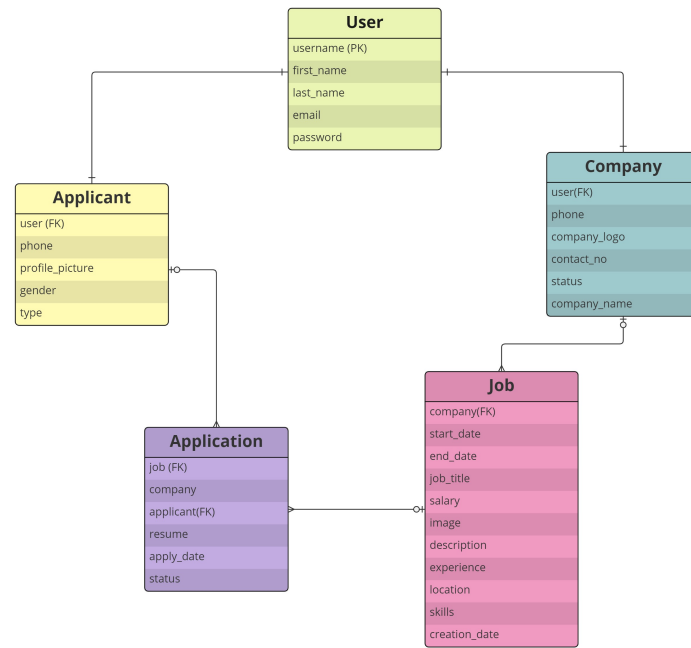 User
username (PK)
first_name
last_name
email
password
Applicant
user (FK)
phone
profile_picture
gender
type
Company
user(FK)
phone
company_logo
contact_no
status
company_name
Application
job (FK)
company
applicant(FK)
resume
apply_date
status
Job
company(FK)
start_date
end_date
job_title
salary
image
description
experience
location
skills
creation_date